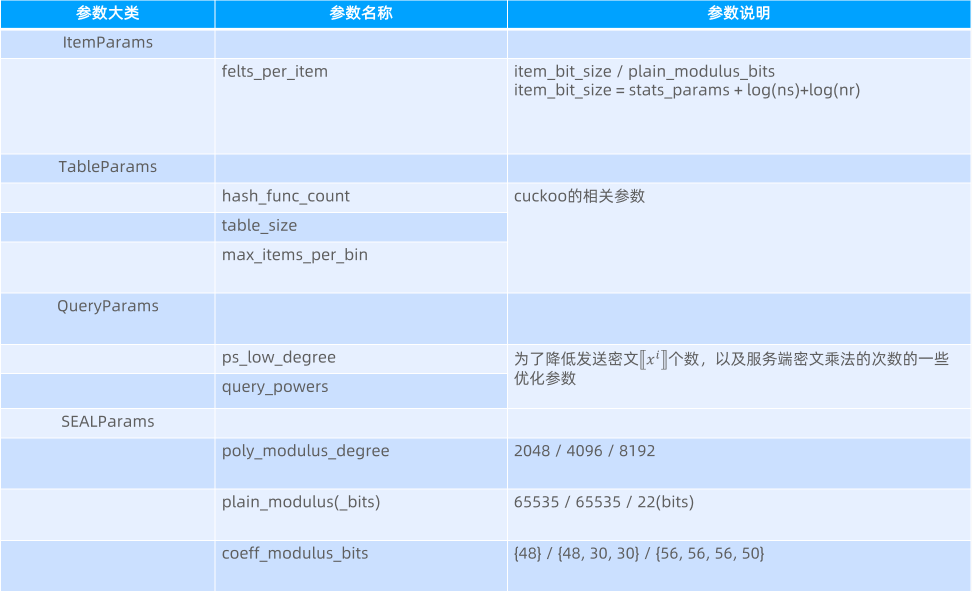 参数大类 参数名称 参数说明
ItemParams
felts_per_item item_bit_size / plain_modulus_bits
item_bit_size = stats_params + log(ns)+log(nr)
TableParams
hash_func_count cuckoo的相关参数
table_size
max_items_per_bin
QueryParams
ps_low_degree 为了降低发送密文⟦xⁱ⟧个数，以及服务端密文乘法的次数的一些
优化参数
query_powers
SEALParams
poly_modulus_degree 2048 / 4096 / 8192
plain_modulus(_bits) 65535 / 65535 / 22(bits)
coeff_modulus_bits {48} / {48, 30, 30} / {56, 56, 56, 50}